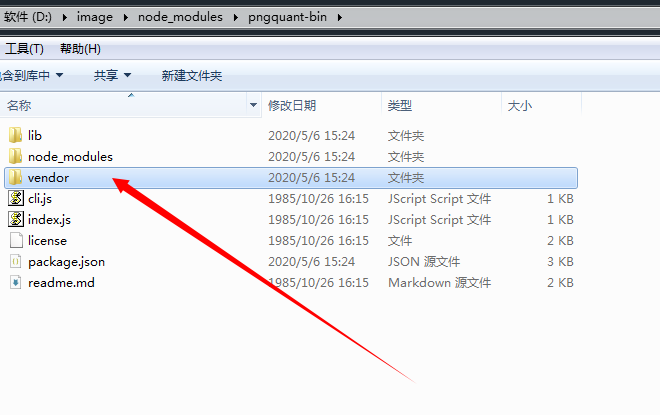 软件 (D:) ▸ image ▸ node_modules ▸ pngquant-bin ▸
工具(T) 帮助(H)
含到库中 共享 新建文件夹
名称 修改日期 类型 大小
lib 2020/5/6 15:24 文件夹
node_modules 2020/5/6 15:24 文件夹
vendor 2020/5/6 15:24 文件夹
cli.js 1985/10/26 16:15 JScript Script 文件 1 KB
index.js 1985/10/26 16:15 JScript Script 文件 1 KB
license 1985/10/26 16:15 文件 2 KB
package.json 2020/5/6 15:24 JSON 源文件 3 KB
readme.md 1985/10/26 16:15 Markdown 源文件 2 KB